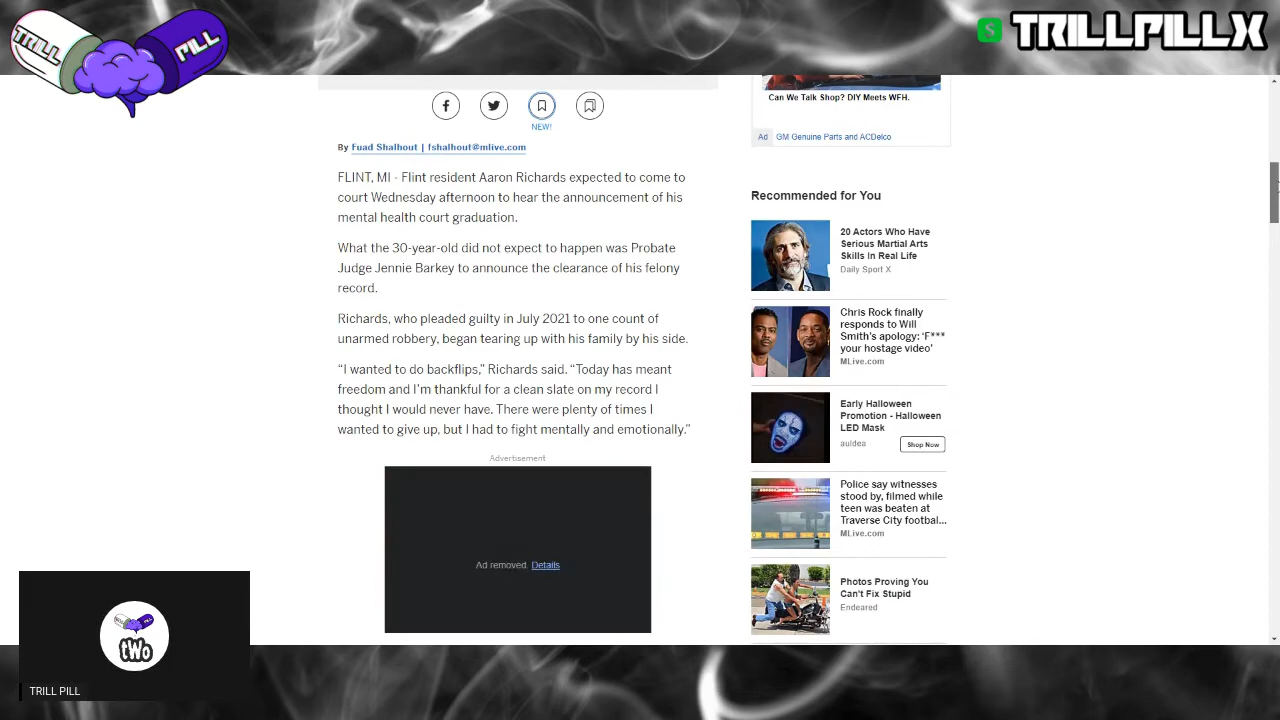 TRILL
PILL
$
TRILLPILLX
NEW!
By Fuad Shalhout | fshalhout@mlive.com
FLINT, MI - Flint resident Aaron Richards expected to come to
court Wednesday afternoon to hear the announcement of his
mental health court graduation.
What the 30-year-old did not expect to happen was Probate
Judge Jennie Barkey to announce the clearance of his felony
record.
Richards, who pleaded guilty in July 2021 to one count of
unarmed robbery, began tearing up with his family by his side.
“I wanted to do backflips,” Richards said. “Today has meant
freedom and I’m thankful for a clean slate on my record I
thought I would never have. There were plenty of times I
wanted to give up, but I had to fight mentally and emotionally.”
Advertisement
Ad removed. Details
Can We Talk Shop? DIY Meets WFH.
Ad GM Genuine Parts and ACDelco
Recommended for You
20 Actors Who Have
Serious Martial Arts
Skills In Real Life
Daily Sport X
Chris Rock finally
responds to Will
Smith's apology: 'F***
your hostage video'
MLive.com
Early Halloween
Promotion - Halloween
LED Mask
auidea
Shop Now
Police say witnesses
stood by, filmed while
teen was beaten at
Traverse City footbal...
MLive.com
Photos Proving You
Can't Fix Stupid
Endeared
tWo
TRILL PILL